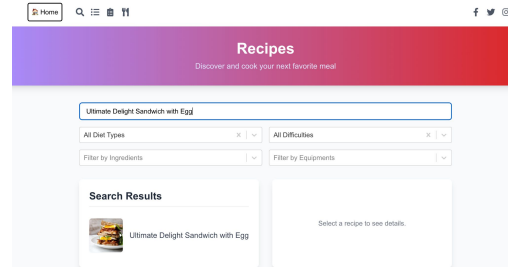 Home
Recipes
Discover and cook your next favorite meal
Ultimate Delight Sandwich with Egg
All Diet Types
All Difficulties
Filter by Ingredients
Filter by Equipments
Search Results
Ultimate Delight Sandwich with Egg
Select a recipe to see details.